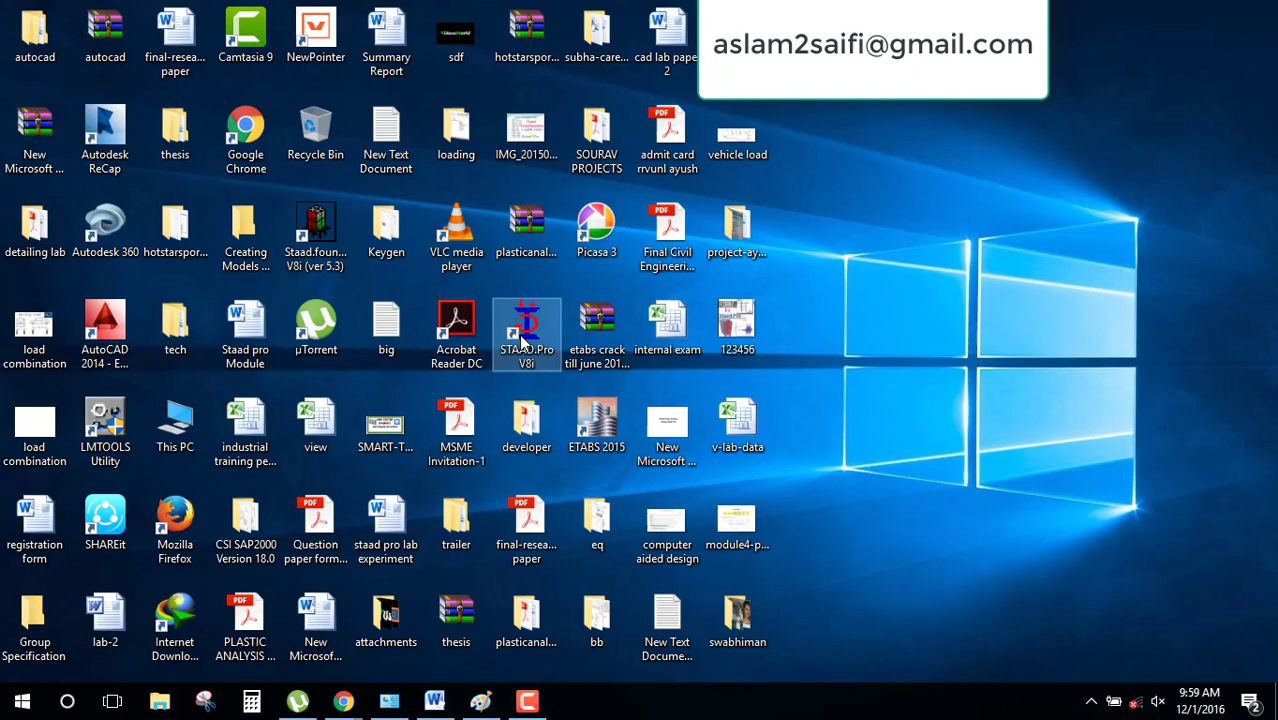 aslam2saifi@gmail.com
autocad
autocad
final-resea...
paper
Camtasia 9
NewPointer
Summary
Report
sdf
hotstarspor...
subha-care...
cad lab pape
2
New
Microsoft ...
Autodesk
ReCap
thesis
Google
Chrome
Recycle Bin
New Text
Document
loading
IMG_20150...
SOURAV
PROJECTS
admit card
rrvunl ayush
vehicle load
detailing lab
Autodesk 360
hotstarspor...
Creating
Models ...
Staad.foun...
V8i (ver 5.3)
Keygen
VLC media
player
plasticanal...
Picasa 3
Final Civil
Engineeri...
project-ay...
load
combination
AutoCAD
2014 - E...
tech
Staad pro
Module
µTorrent
big
Acrobat
Reader DC
STAAD.Pro
V8i
etabs crack
till june 201...
internal exam
123456
load
combination
LMTOOLS
Utility
This PC
industrial
training pe...
view
SMART-T...
MSME
Invitation-1
developer
ETABS 2015
New
Microsoft ...
v-lab-data
registration
form
SHAREit
Mozilla
Firefox
CSI SAP2000
Version 18.0
Question
paper form...
staad pro lab
experiment
trailer
final-resea...
paper
eq
computer
aided design
module4-p...
Group
Specification
lab-2
Internet
Downlo...
PLASTIC
ANALYSIS ...
New
Microsof...
attachments
thesis
plasticanal...
bb
New Text
Docume...
swabhiman
9:59 AM
12/1/2016
2